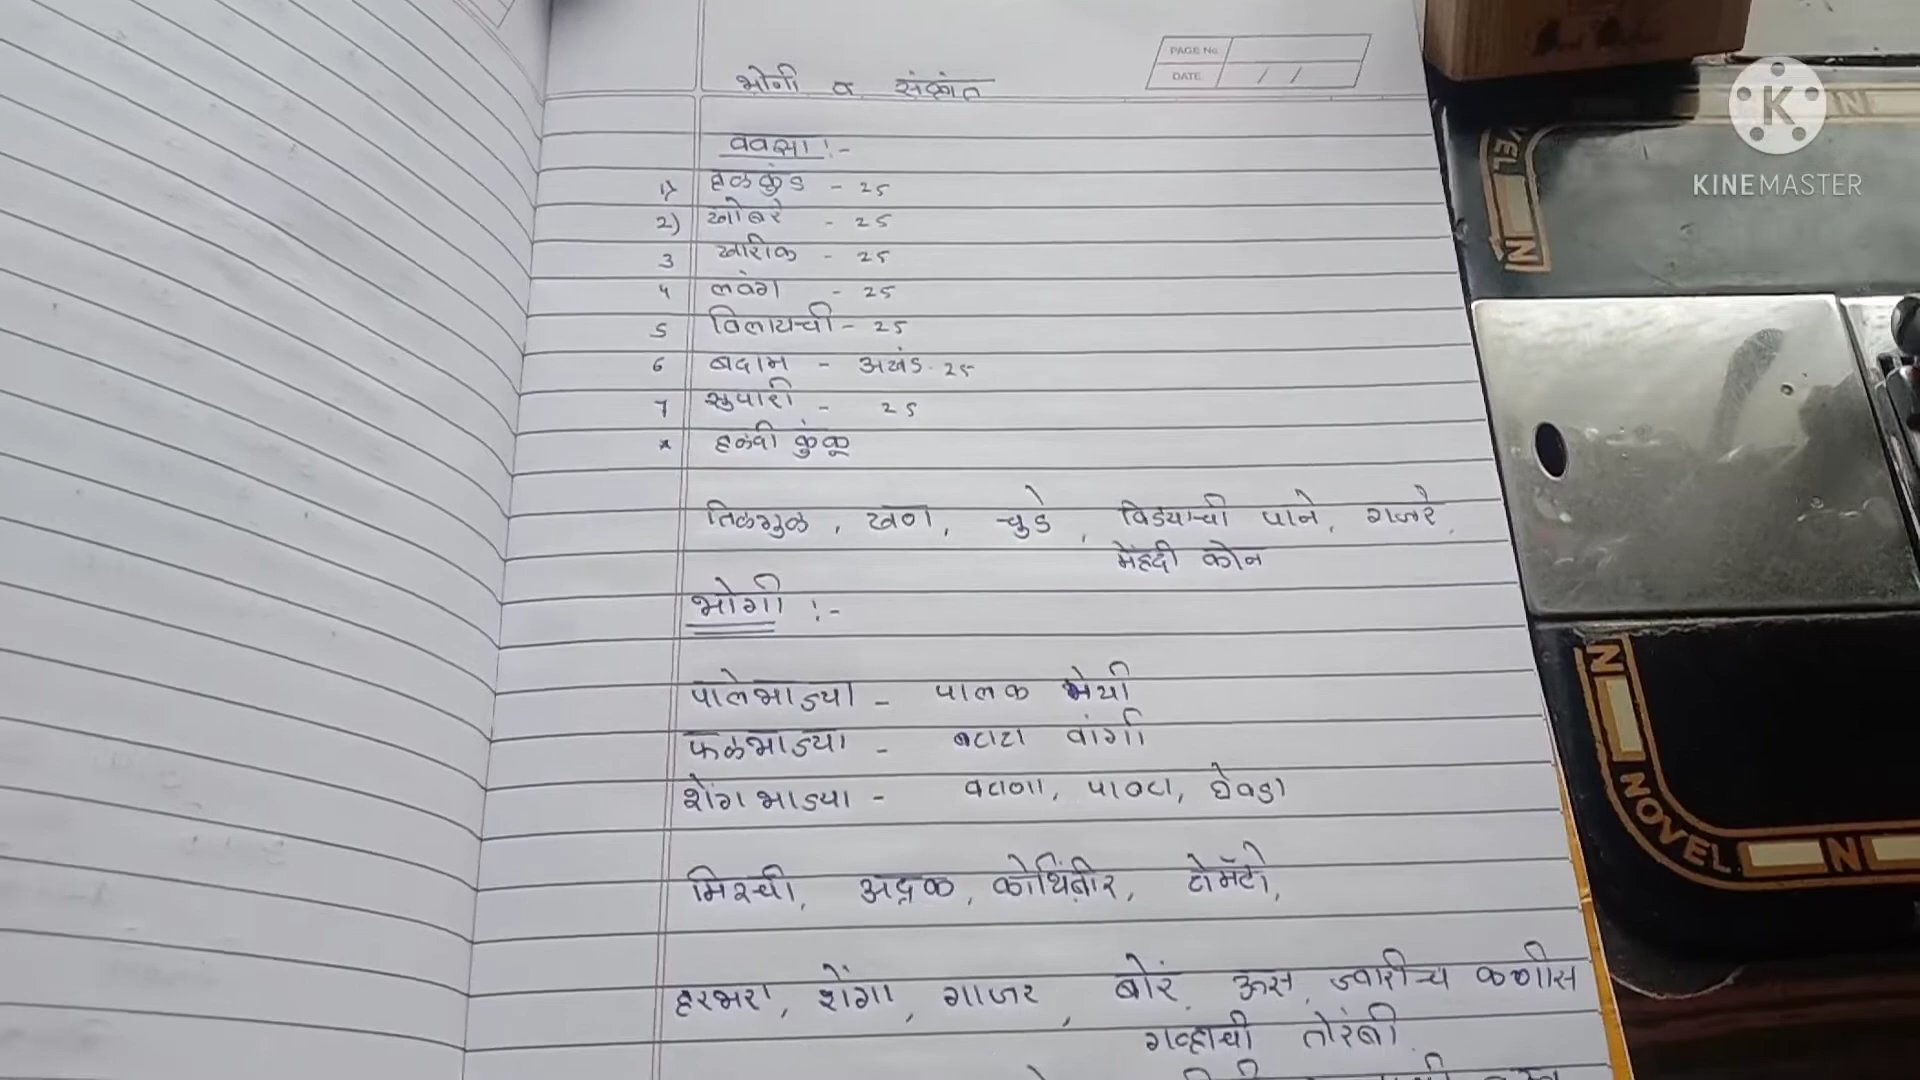 PAGE No.
DATE / /
भोगी व संक्रांत
ववसा :-
1) हळकुंड - 25
2) खोबरे - 25
3 खारीक - 25
4 लवंग - 25
5 विलायची - 25
6 बदाम - अखंड. 25
7 सुपारी - 25
* हळदी कुंकू
तिळगुळ, खण, चुडे, विड्याची पाने, गजरे,
मेंहदी कोन
भोगी :-
पालेभाज्या - पालक मेथी
फळभाज्या - बटाटा वांगी
शेंगभाज्या - वटाणा, पावटा, घेवडा
मिरची, अद्रक, कोथिंबीर, टोमॅटो,
हरभरा, शेंगा, गाजर, बोरं, ऊस, ज्वारीच कणीस
गव्हाची तोरंबी
K
KINEMASTER
NOVEL
N